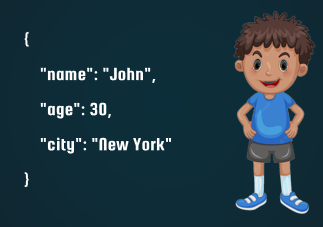 {
"name": "John",
"age": 30,
"city": "New York"
}